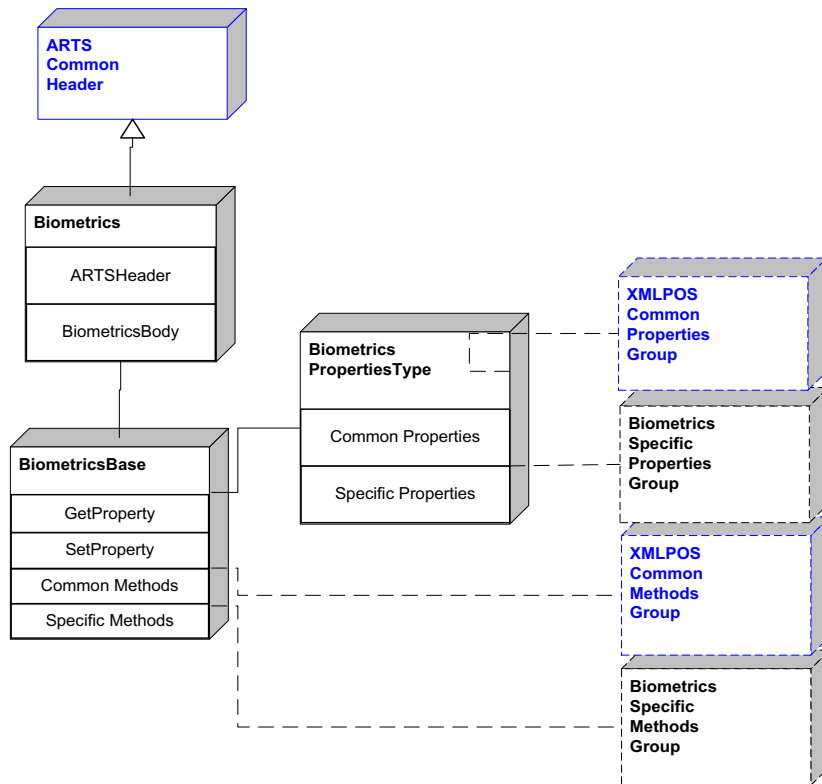 ARTS
Common
Header
Biometrics
ARTSHeader
BiometricsBody
BiometricsBase
GetProperty
SetProperty
Common Methods
Specific Methods
Biometrics
PropertiesType
Common Properties
Specific Properties
XMLPOS
Common
Properties
Group
Biometrics
Specific
Properties
Group
XMLPOS
Common
Methods
Group
Biometrics
Specific
Methods
Group